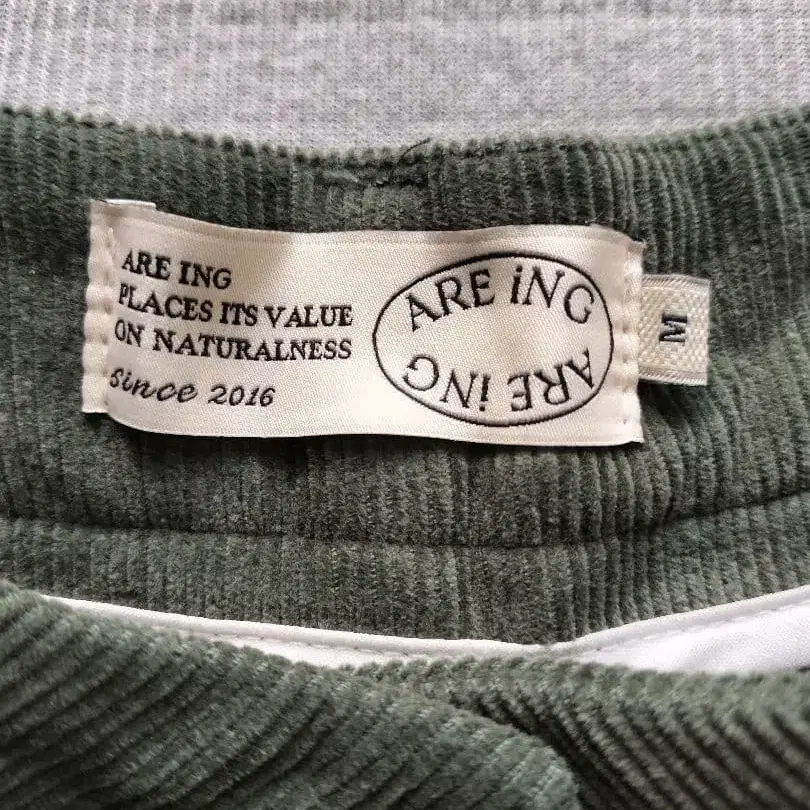 ARE ING
PLACES ITS VALUE
ON NATURALNESS
since 2016
ARE iNG
ARE iNG
M